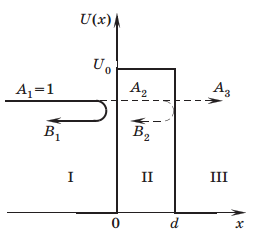 U(x)
U₀
A₁=1 A₂ A₃
B₁ B₂
I II III
0 d x